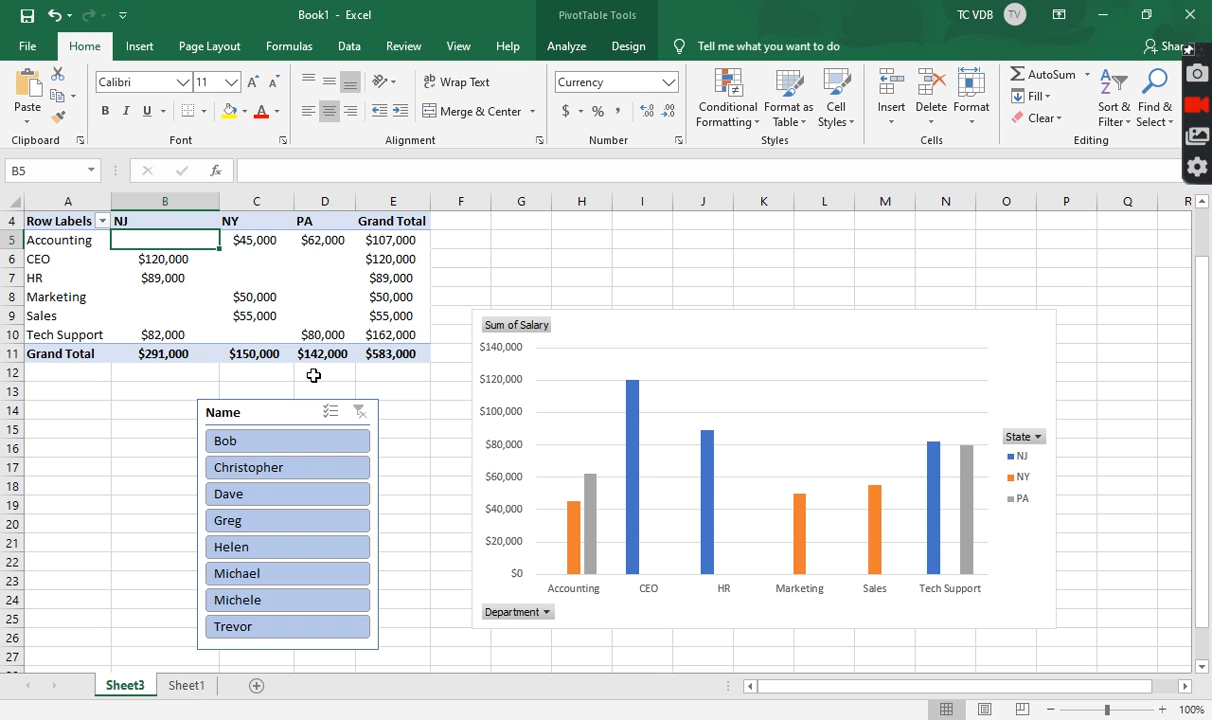 Book1 - Excel
PivotTable Tools
TC VDB
TV
File
Home
Insert
Page Layout
Formulas
Data
Review
View
Help
Analyze
Design
Tell me what you want to do
Paste
Calibri
11
Wrap Text
Merge & Center
B I U
Currency
$ % ,
Conditional Formatting
Format as Table
Cell Styles
Insert
Delete
Format
AutoSum
Fill
Clear
Sort & Filter
Find & Select
Clipboard
Font
Alignment
Number
Styles
Cells
Editing
B5
fx
A B C D E F G H I J K L M N O P Q R
4 Row Labels NJ NY PA Grand Total
5 Accounting $45,000 $62,000 $107,000
6 CEO $120,000 $120,000
7 HR $89,000 $89,000
8 Marketing $50,000 $50,000
9 Sales $55,000 $55,000
10 Tech Support $82,000 $80,000 $162,000
11 Grand Total $291,000 $150,000 $142,000 $583,000
12
13
14
15
16
17
18
19
20
21
22
23
24
25
26
27
Name
Bob
Christopher
Dave
Greg
Helen
Michael
Michele
Trevor
Sum of Salary
$140,000
$120,000
$100,000
$80,000
$60,000
$40,000
$20,000
$0
Accounting CEO HR Marketing Sales Tech Support
Department
State
NJ
NY
PA
Sheet3
Sheet1
100%